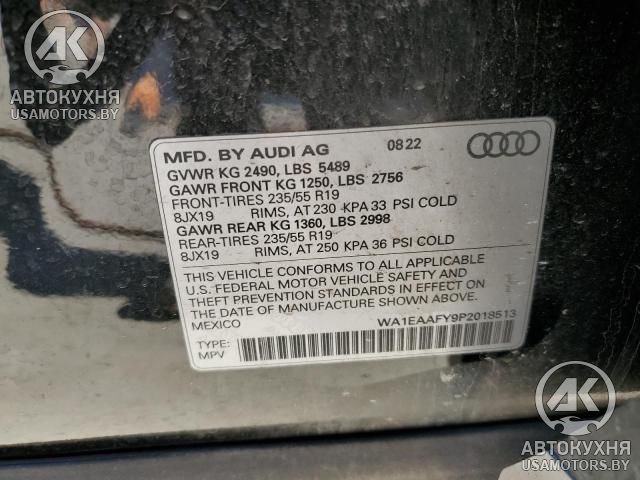 AK
АВТОКУХНЯ
USAMOTORS.BY
MFD. BY AUDI AG 0822
GVWR KG 2490, LBS 5489
GAWR FRONT KG 1250, LBS 2756
FRONT-TIRES 235/55 R19
8JX19 RIMS, AT 230 KPA 33 PSI COLD
GAWR REAR KG 1360, LBS 2998
REAR-TIRES 235/55 R19
8JX19 RIMS, AT 250 KPA 36 PSI COLD
THIS VEHICLE CONFORMS TO ALL APPLICABLE
U.S. FEDERAL MOTOR VEHICLE SAFETY AND
THEFT PREVENTION STANDARDS IN EFFECT ON
THE DATE OF MANUFACTURE SHOWN ABOVE.
MEXICO
WA1EAAFY9P2018513
TYPE:
MPV
AK
АВТОКУХНЯ
USAMOTORS.BY